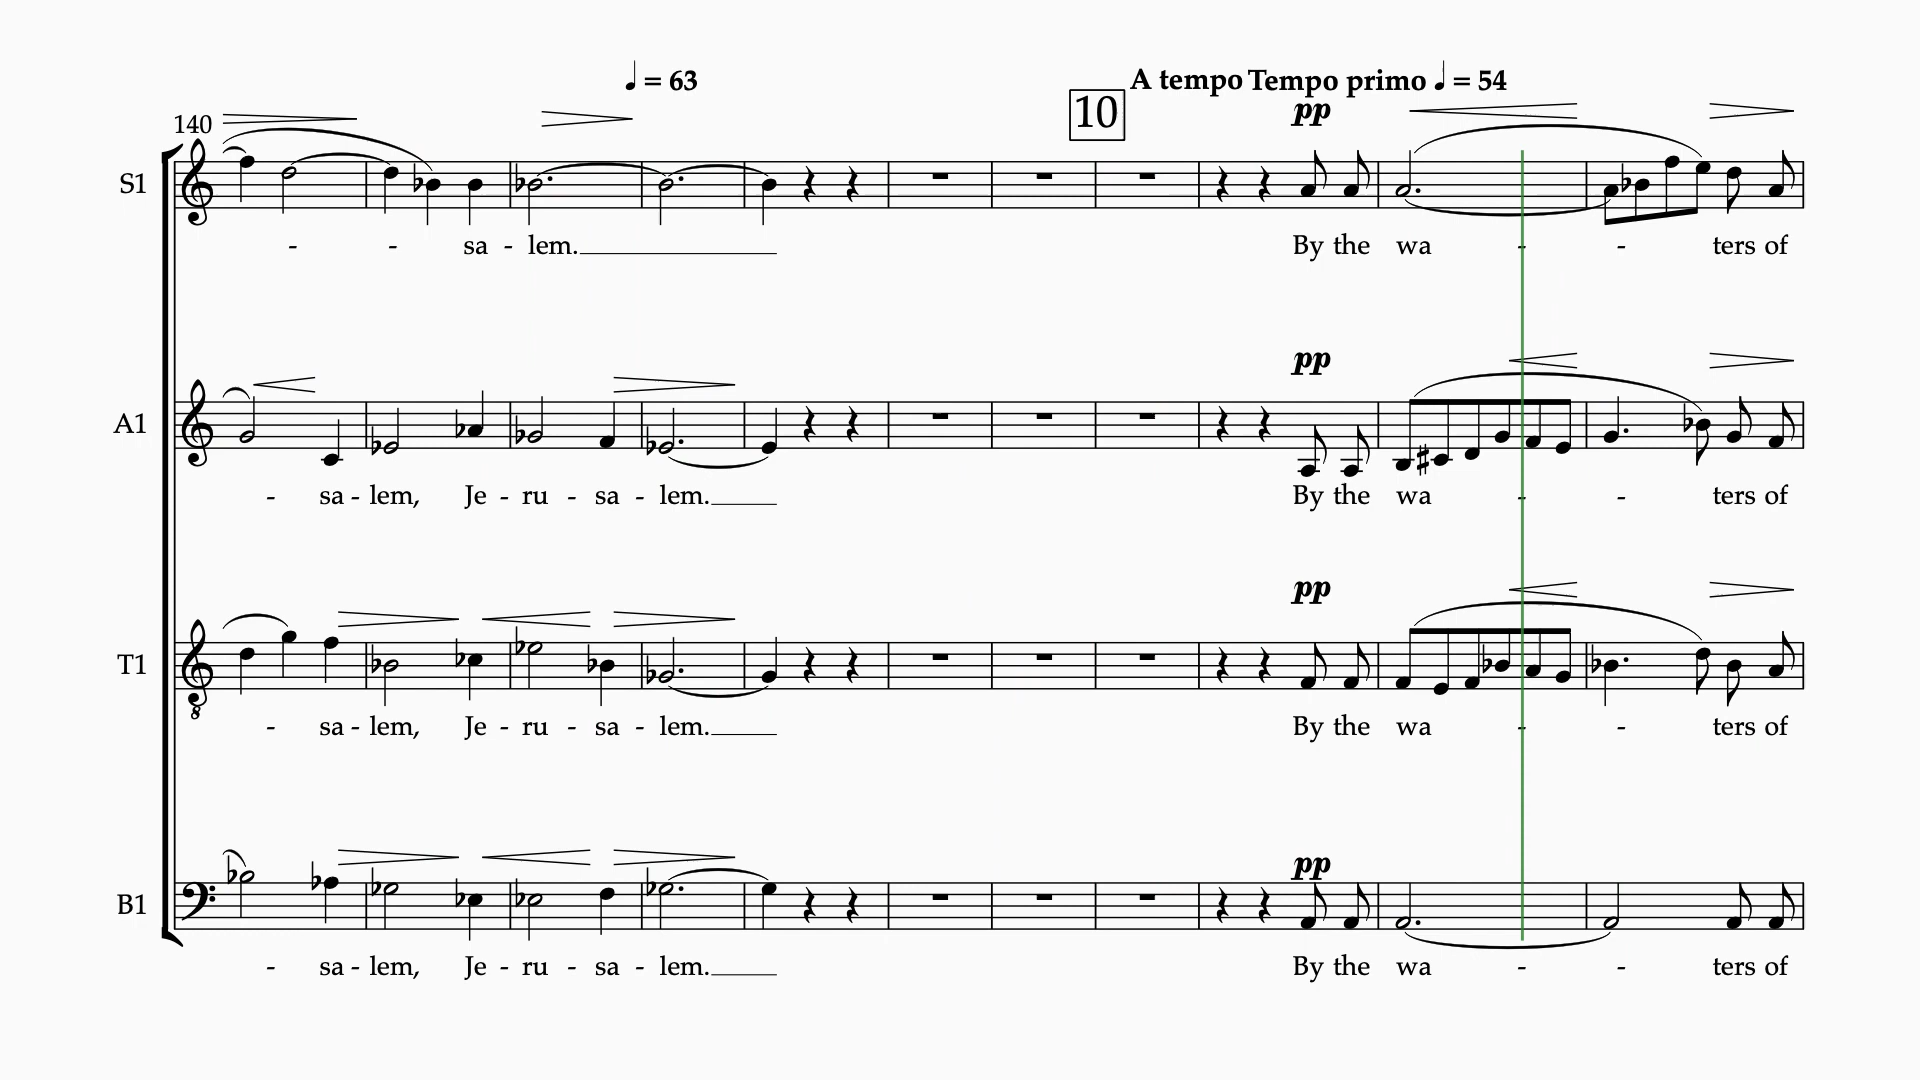 ♩ = 63
A tempo Tempo primo ♩ = 54
10
pp
140
S1
- - sa - lem. By the wa - - ters of
pp
A1
- sa - lem, Je - ru - sa - lem. By the wa - - ters of
pp
T1
8
- sa - lem, Je - ru - sa - lem. By the wa - - ters of
pp
B1
- sa - lem, Je - ru - sa - lem. By the wa - - ters of